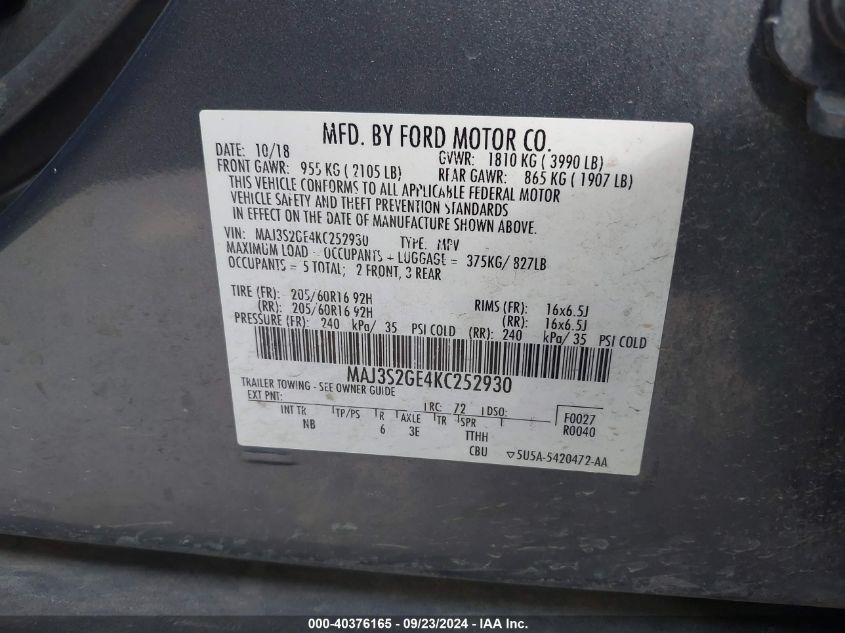 MFD. BY FORD MOTOR CO.
DATE: 10/18 GVWR: 1810 KG ( 3990 LB)
FRONT GAWR: 955 KG ( 2105 LB) REAR GAWR: 865 KG ( 1907 LB)
THIS VEHICLE CONFORMS TO ALL APPLICABLE FEDERAL MOTOR
VEHICLE SAFETY AND THEFT PREVENTION STANDARDS
IN EFFECT ON THE DATE OF MANUFACTURE SHOWN ABOVE.
VIN: MAJ3S2GE4KC252930 TYPE: MPV
MAXIMUM LOAD - OCCUPANTS + LUGGAGE = 375KG/ 827LB
OCCUPANTS = 5 TOTAL; 2 FRONT, 3 REAR
TIRE (FR): 205/60R16 92H RIMS (FR): 16x6.5J
(RR): 205/60R16 92H (RR): 16x6.5J
PRESSURE (FR): 240 kPa/ 35 PSI COLD (RR): 240 kPa/ 35 PSI COLD
MAJ3S2GE4KC252930
TRAILER TOWING - SEE OWNER GUIDE
EXT PNT: RC: 72 DSO: F0027
INT TR TP/PS R AXLE TR SPR R0040
NB 6 3E TTHH
CBU ▽5U5A-5420472-AA
000-40376165 - 09/23/2024 - IAA Inc.